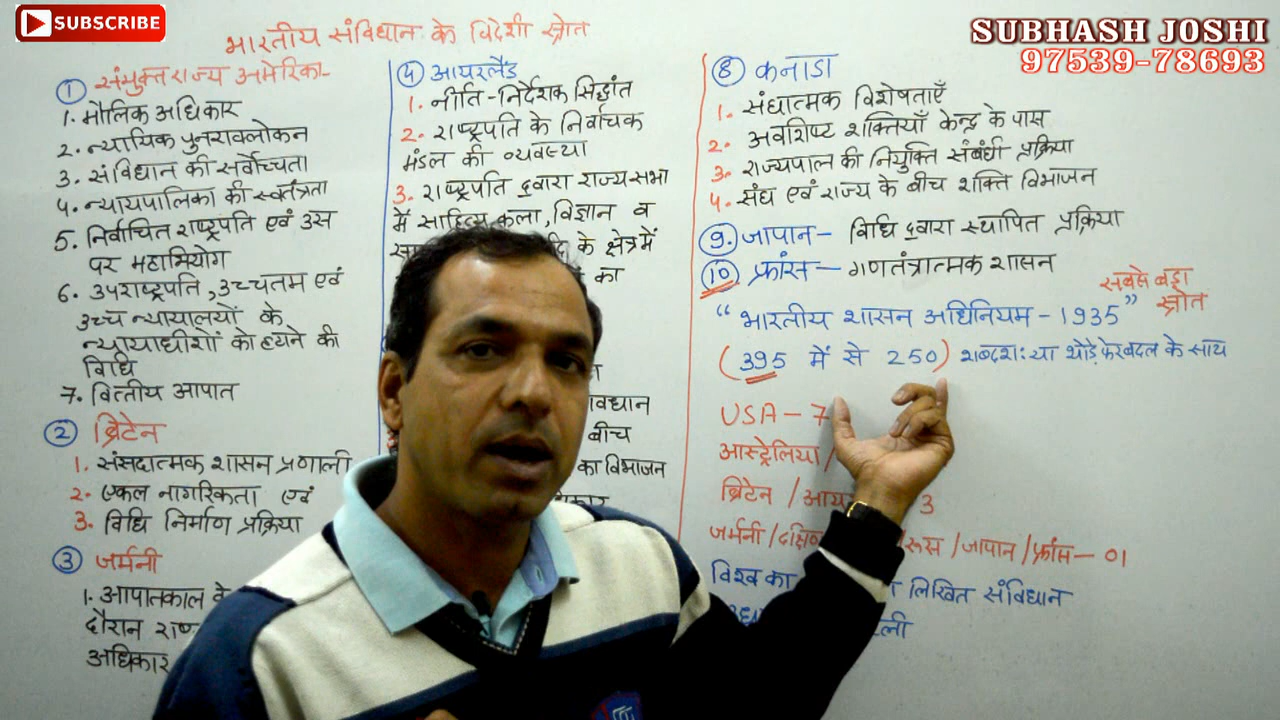 SUBSCRIBE
SUBHASH JOSHI
97539-78693
भारतीय संविधान के विदेशी स्रोत
① संयुक्त राज्य अमेरिका-
1. मौलिक अधिकार
2. न्यायिक पुनरावलोकन
3. संविधान की सर्वोच्चता
4. न्यायपालिका की स्वतंत्रता
5. निर्वाचित राष्ट्रपति एवं उस
पर महाभियोग
6. उपराष्ट्रपति, उच्चतम एवं
उच्च न्यायालयों के
न्यायाधीशों को हटाने की
विधि
7. वित्तीय आपात
② ब्रिटेन
1. संसदात्मक शासन प्रणाली
2. एकल नागरिकता एवं
3. विधि निर्माण प्रक्रिया
③ जर्मनी
1. आपातकाल के
दौरान
अधिकार
④ आयरलैंड
1. नीति-निर्देशक सिद्धांत
2. राष्ट्रपति के निर्वाचक
मंडल की व्यवस्था
3. राष्ट्रपति द्वारा राज्यसभा
में साहित्य, कला, विज्ञान व
के क्षेत्र में
का
बीच
का विभाजन
⑧ कनाडा
1. संघात्मक विशेषताएँ
2. अवशिष्ट शक्तियाँ केन्द्र के पास
3. राज्यपाल की नियुक्ति संबंधी प्रक्रिया
4. संघ एवं राज्य के बीच शक्ति विभाजन
⑨ जापान- विधि द्वारा स्थापित प्रक्रिया
⑩ फ्रांस- गणतंत्रात्मक शासन
सबसे बड़ा
स्रोत
"भारतीय शासन अधिनियम - 1935"
(395 में से 250) शब्दशः या थोड़े फेरबदल के साथ
USA - 7
आस्ट्रेलिया /
ब्रिटेन / 3
जर्मनी / /रूस /जापान / फ्रांस - 01
विश्व का लिखित संविधान